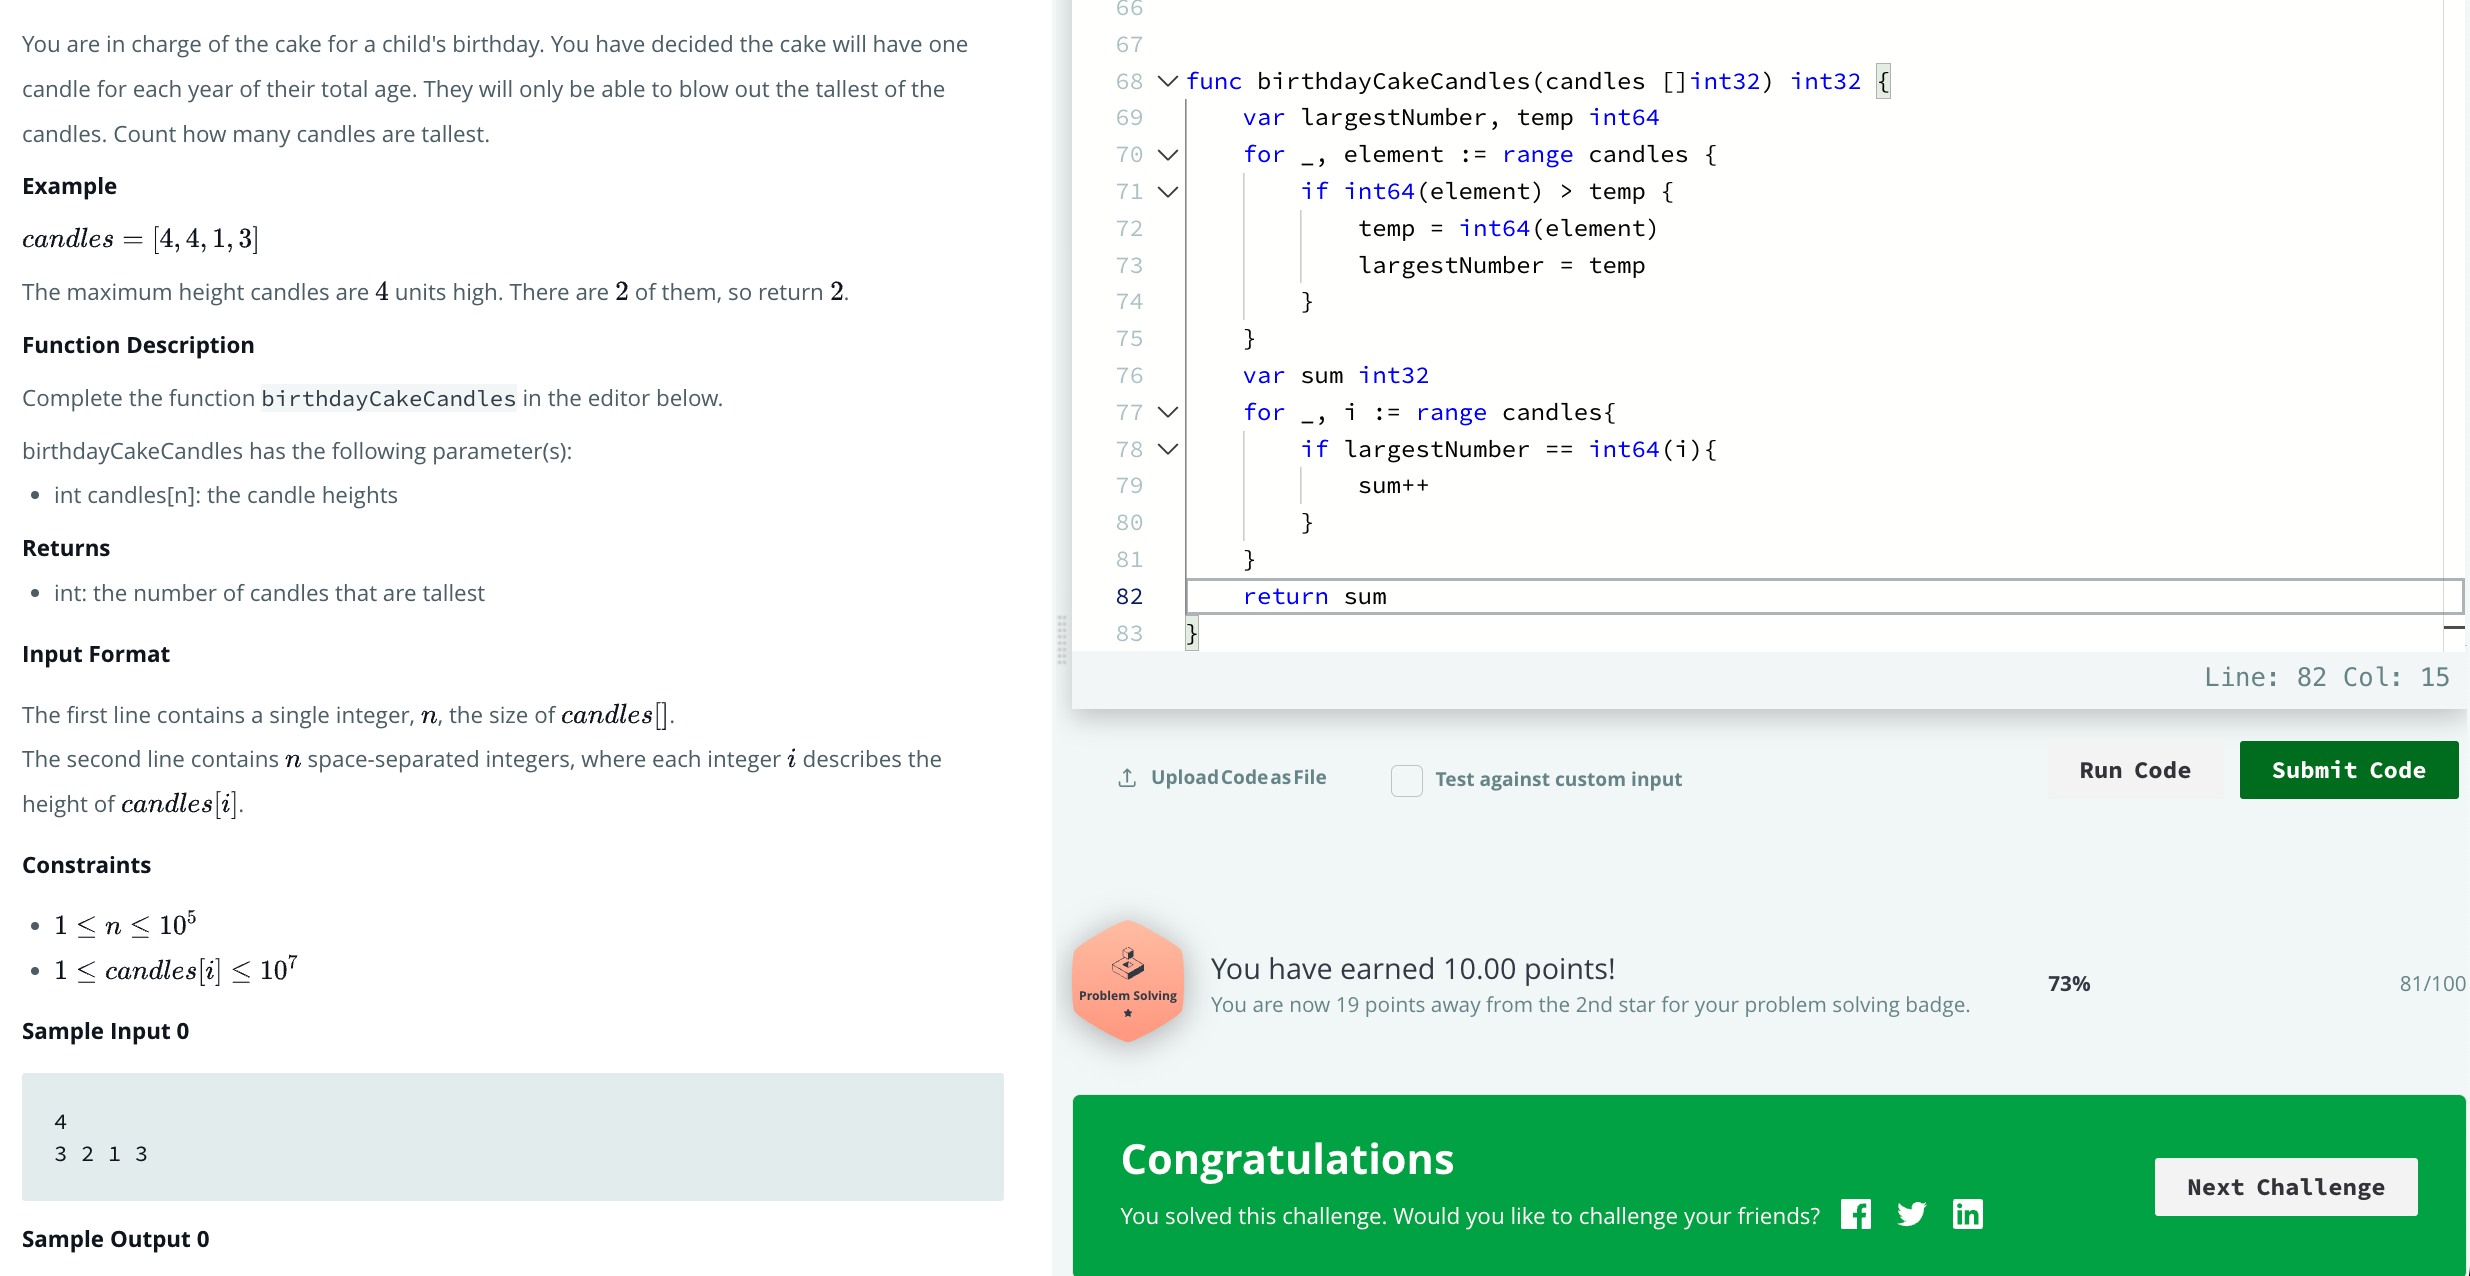 You are in charge of the cake for a child's birthday. You have decided the cake will have one
candle for each year of their total age. They will only be able to blow out the tallest of the
candles. Count how many candles are tallest.
Example
candles = [4, 4, 1, 3]
The maximum height candles are 4 units high. There are 2 of them, so return 2.
Function Description
Complete the function birthdayCakeCandles in the editor below.
birthdayCakeCandles has the following parameter(s):
• int candles[n]: the candle heights
Returns
• int: the number of candles that are tallest
Input Format
The first line contains a single integer, n, the size of candles[].
The second line contains n space-separated integers, where each integer i describes the
height of candles[i].
Constraints
• 1 ≤ n ≤ 10⁵
• 1 ≤ candles[i] ≤ 10⁷
Sample Input 0
4
3 2 1 3
Sample Output 0
66
67
68 func birthdayCakeCandles(candles []int32) int32 {
69 var largestNumber, temp int64
70 for _, element := range candles {
71 if int64(element) > temp {
72 temp = int64(element)
73 largestNumber = temp
74 }
75 }
76 var sum int32
77 for _, i := range candles{
78 if largestNumber == int64(i){
79 sum++
80 }
81 }
82 return sum
83 }
Line: 82 Col: 15
Upload Code as File
Test against custom input
Run Code
Submit Code
Problem Solving
You have earned 10.00 points!
You are now 19 points away from the 2nd star for your problem solving badge.
73%
81/100
Congratulations
You solved this challenge. Would you like to challenge your friends?
Next Challenge